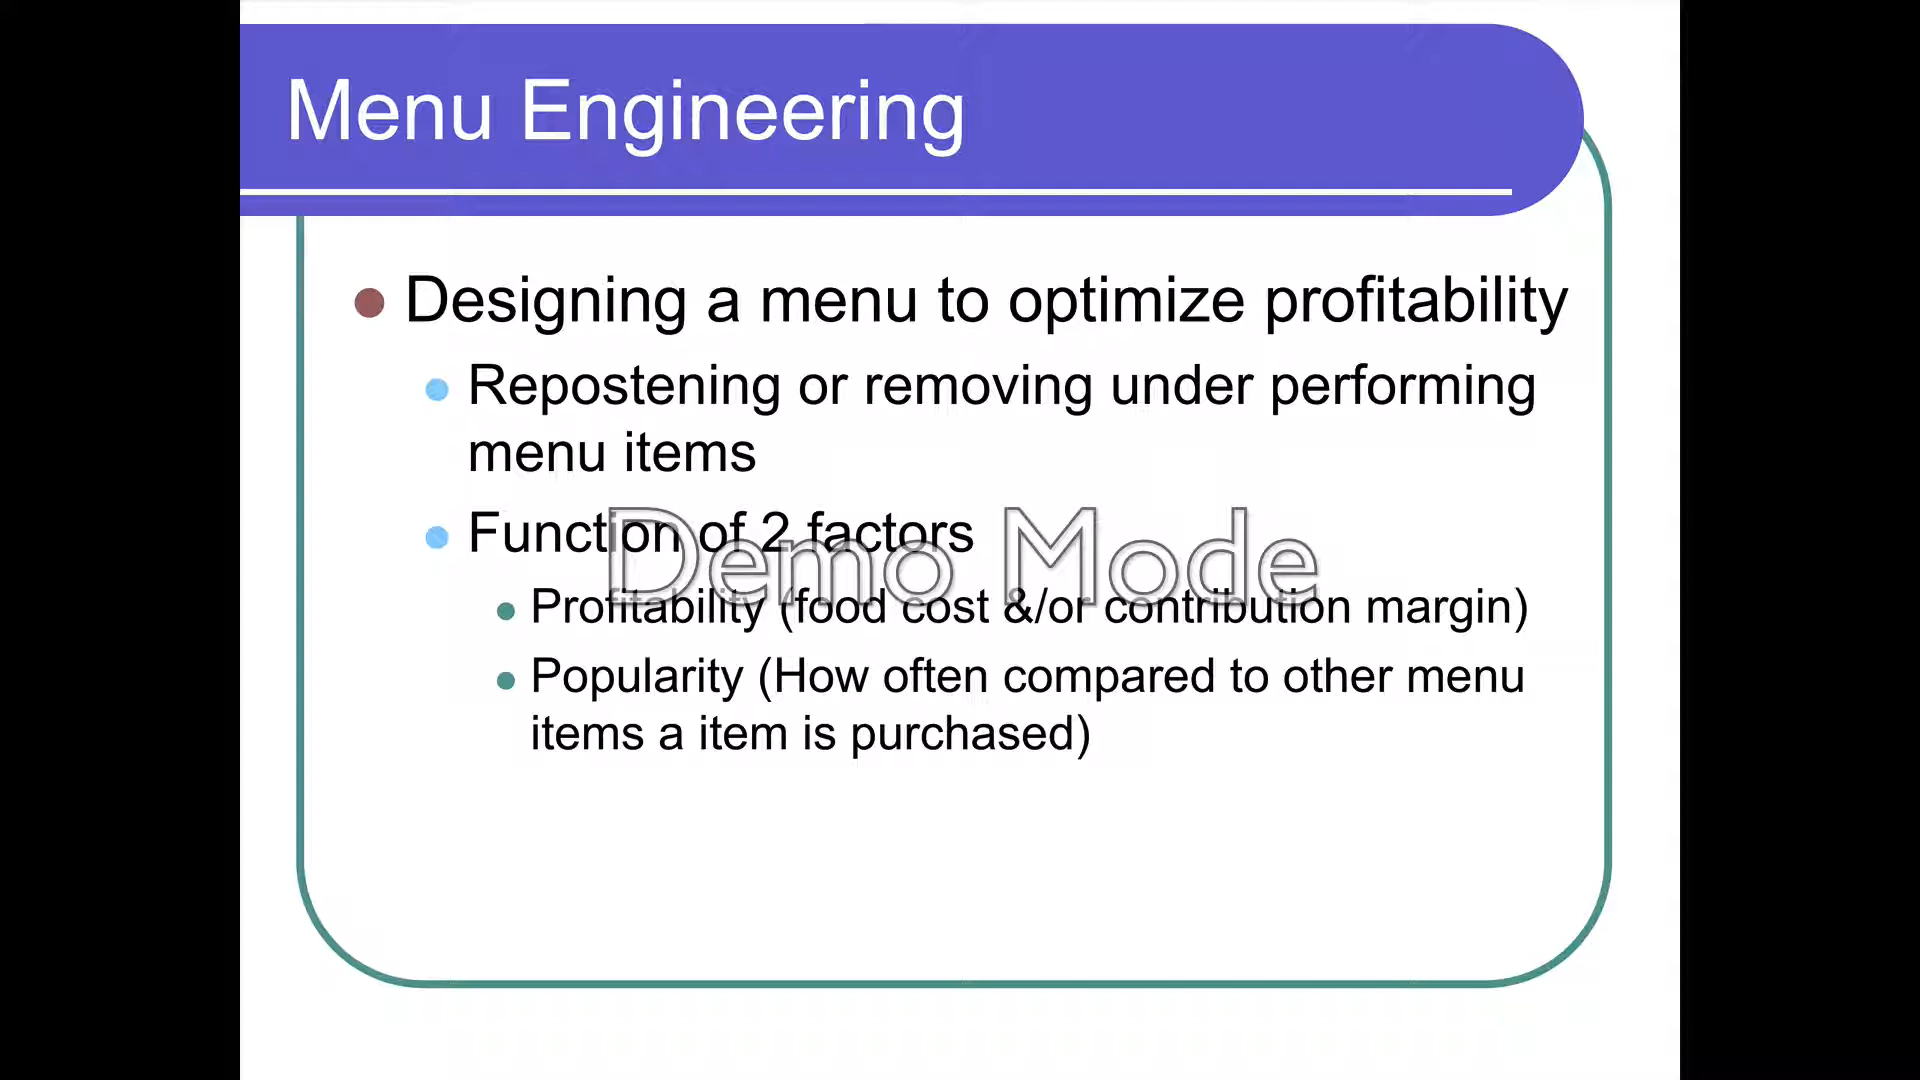 Menu Engineering
Designing a menu to optimize profitability
Repostening or removing under performing
menu items
Function of 2 factors
Demo Mode
Profitability (food cost &/or contribution margin)
Popularity (How often compared to other menu
items a item is purchased)